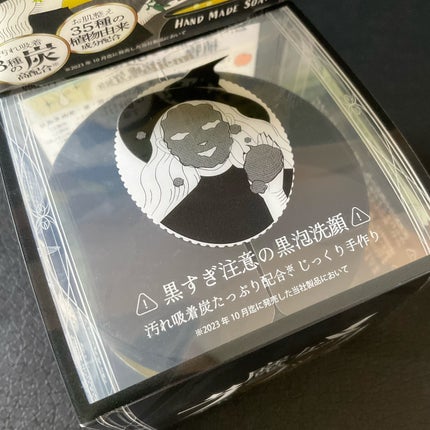 HAND MADE SOAP
お肌整え
35種の
植物由来
成分配合
汚れ吸着
3種の炭
高配合
※2023年10月迄に発売した当社製品において
⚠黒すぎ注意の黒泡洗顔⚠
汚れ吸着炭たっぷり配合※じっくり手作り
※2023年10月迄に発売した当社製品において